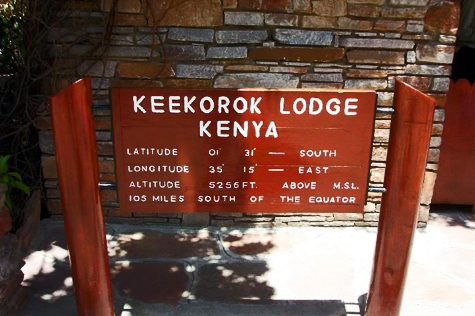 KEEKOROK LODGE
KENYA
LATITUDE 01° 31' — SOUTH
LONGITUDE 35° 15' — EAST
ALTITUDE 5256 FT. ABOVE M.S.L.
105 MILES SOUTH OF THE EQUATOR